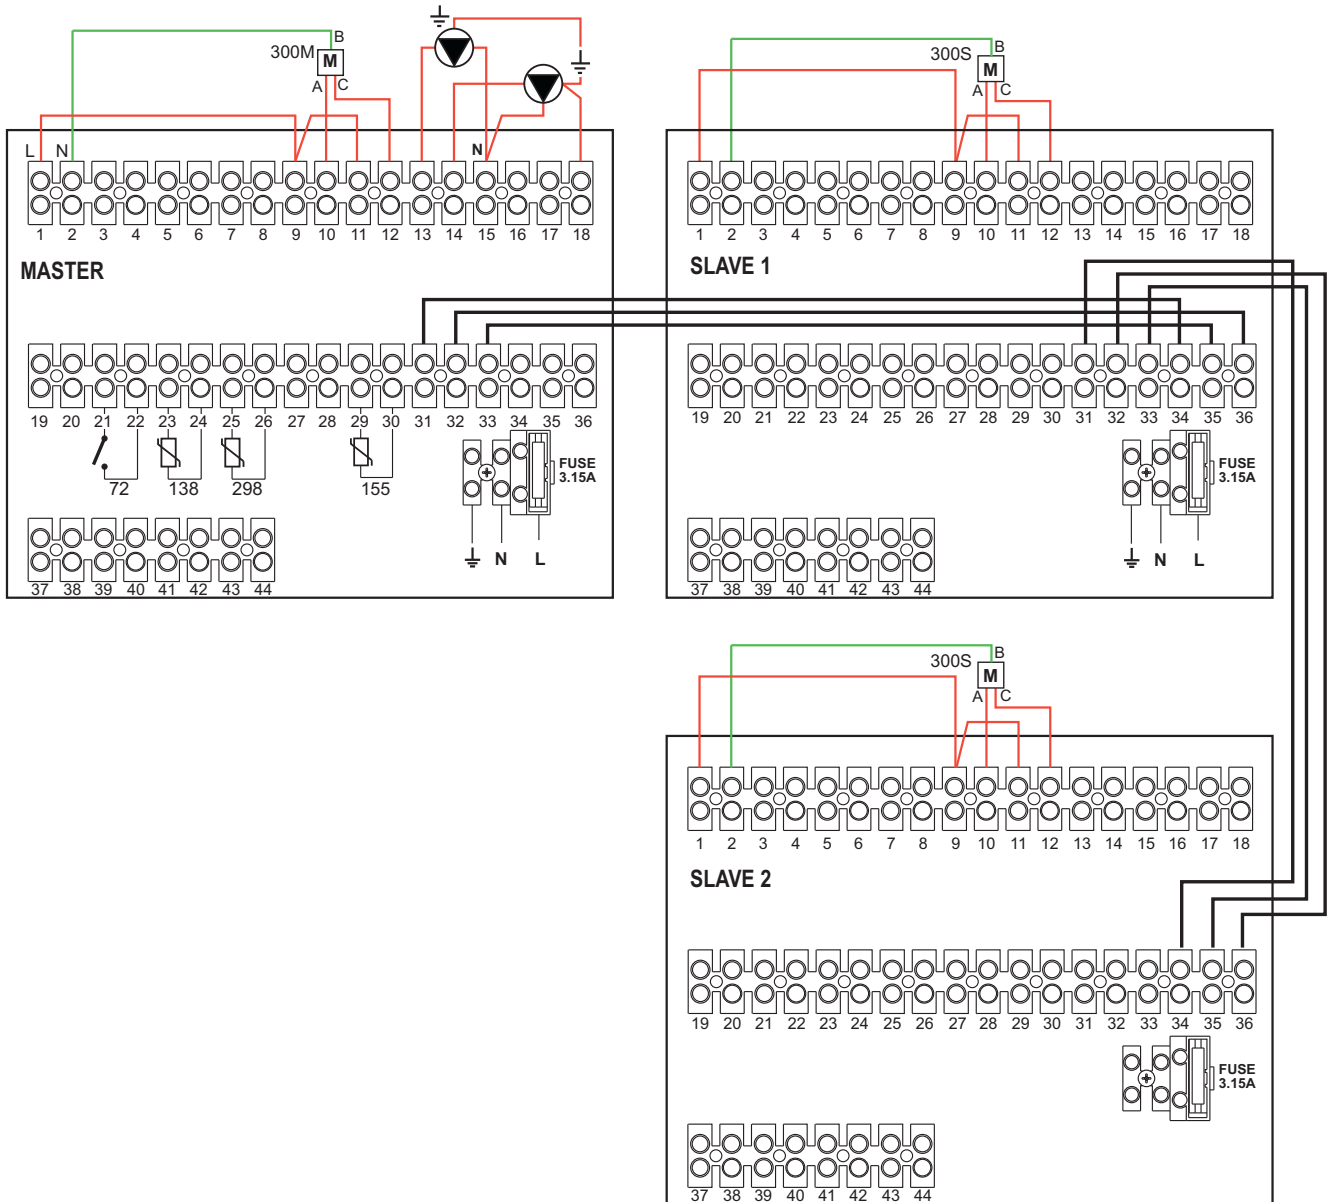 B
300M M
A C
L N N
1 2 3 4 5 6 7 8 9 10 11 12 13 14 15 16 17 18
MASTER
19 20 21 22 23 24 25 26 27 28 29 30 31 32 33 34 35 36
72 138 298 155
FUSE
3.15A
N L
37 38 39 40 41 42 43 44
B
300S M
A C
1 2 3 4 5 6 7 8 9 10 11 12 13 14 15 16 17 18
SLAVE 1
19 20 21 22 23 24 25 26 27 28 29 30 31 32 33 34 35 36
FUSE
3.15A
N L
37 38 39 40 41 42 43 44
B
300S M
A C
1 2 3 4 5 6 7 8 9 10 11 12 13 14 15 16 17 18
SLAVE 2
19 20 21 22 23 24 25 26 27 28 29 30 31 32 33 34 35 36
FUSE
3.15A
37 38 39 40 41 42 43 44